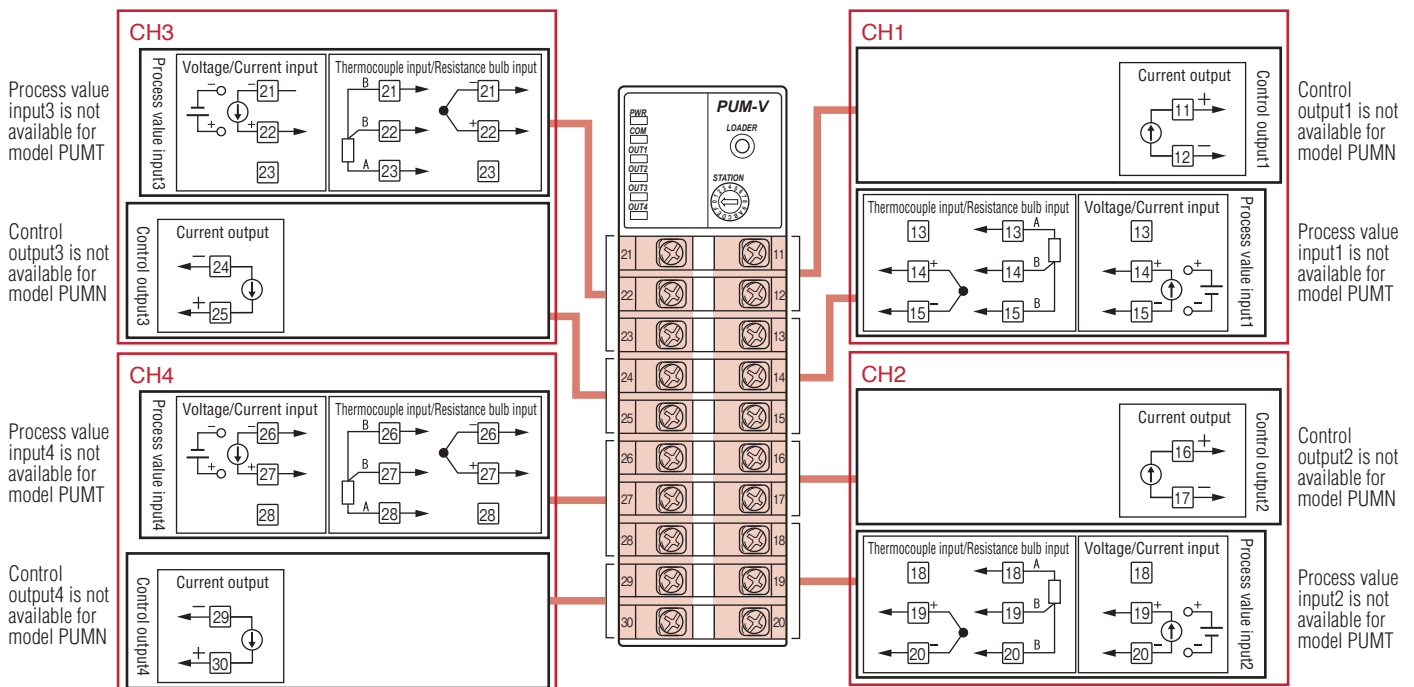 CH3
Process value input3
Voltage/Current input
− − 21
+ + 22
23
Thermocouple input/Resistance bulb input
B 21 − 21
B 22 + 22
A 23 23
Process value
input3 is not
available for
model PUMT
Control output3
Current output
− 24
+ 25
Control
output3 is not
available for
model PUMN
CH4
Process value input4
Voltage/Current input
− − 26
+ + 27
28
Thermocouple input/Resistance bulb input
B 26 − 26
B 27 + 27
A 28 28
Process value
input4 is not
available for
model PUMT
Control output4
Current output
− 29
+ 30
Control
output4 is not
available for
model PUMN
PUM-V
PWR
COM
OUT1
OUT2
OUT3
OUT4
LOADER
STATION
0 1 2 3 4 5 6 7 8 9 A B C D E F
21 11
22 12
23 13
24 14
25 15
26 16
27 17
28 18
29 19
30 20
CH1
Current output
11 +
12 −
Control output1
Control
output1 is not
available for
model PUMN
Thermocouple input/Resistance bulb input
13 13 A
14 + 14 B
15 − 15 B
Voltage/Current input
13
14 + +
15 − −
Process value input1
Process value
input1 is not
available for
model PUMT
CH2
Current output
16 +
17 −
Control output2
Control
output2 is not
available for
model PUMN
Thermocouple input/Resistance bulb input
18 18 A
19 + 19 B
20 − 20 B
Voltage/Current input
18
19 + +
20 − −
Process value input2
Process value
input2 is not
available for
model PUMT